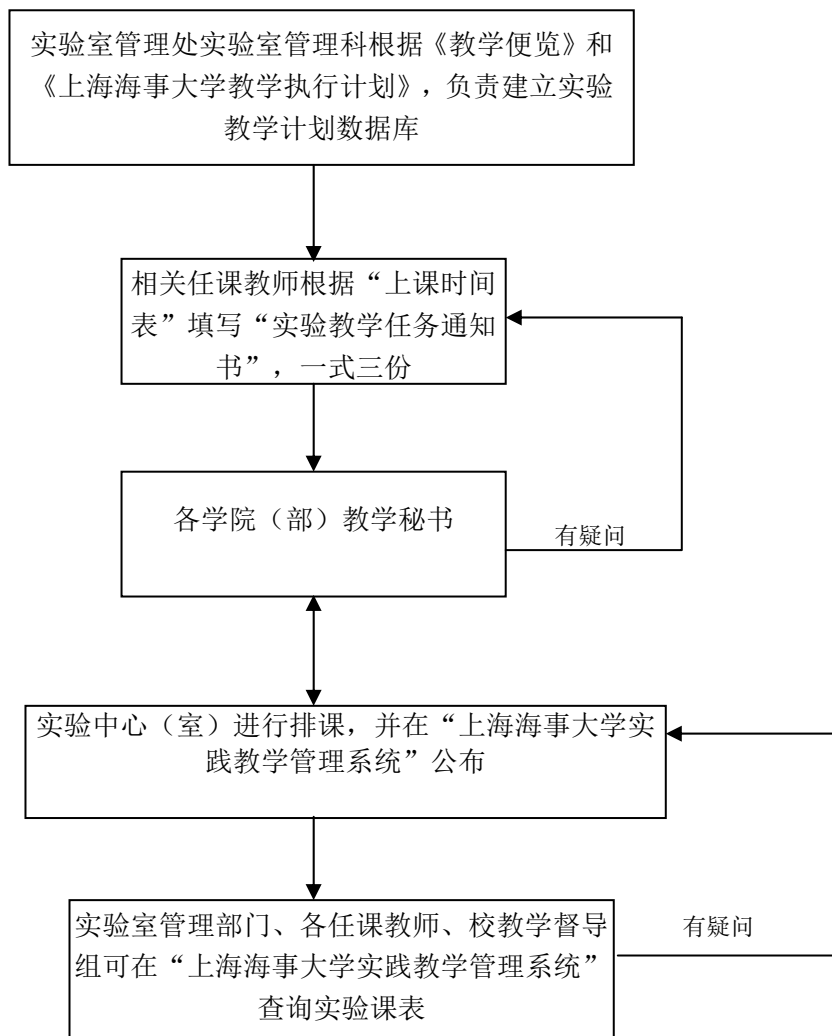 实验室管理处实验室管理科根据《教学便览》和
《上海海事大学教学执行计划》，负责建立实验
教学计划数据库
相关任课教师根据“上课时间
表”填写“实验教学任务通知
书”，一式三份
各学院（部）教学秘书
有疑问
实验中心（室）进行排课，并在“上海海事大学实
践教学管理系统”公布
实验室管理部门、各任课教师、校教学督导
组可在“上海海事大学实践教学管理系统”
查询实验课表
有疑问